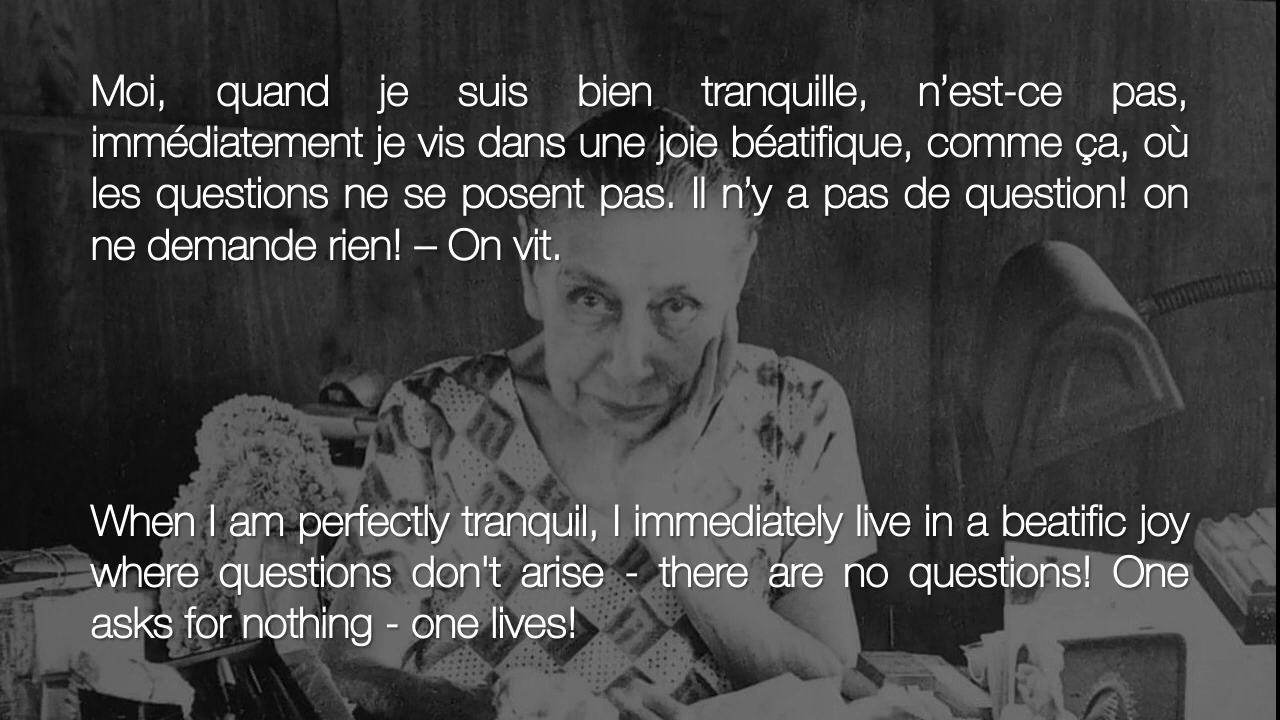 Moi, quand je suis bien tranquille, n’est-ce pas,
immédiatement je vis dans une joie béatifique, comme ça, où
les questions ne se posent pas. Il n’y a pas de question! on
ne demande rien! – On vit.
When I am perfectly tranquil, I immediately live in a beatific joy
where questions don't arise - there are no questions! One
asks for nothing - one lives!